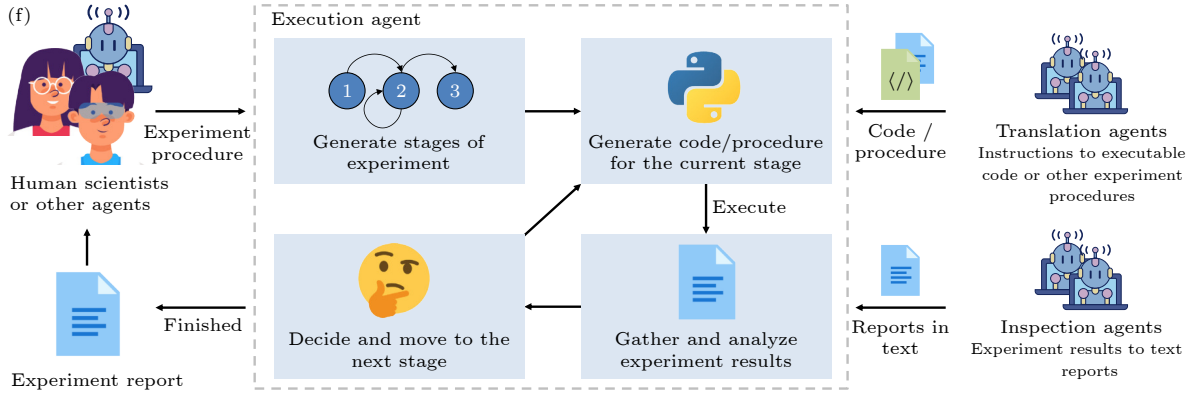 (f)
Execution agent
1
2
3
Generate stages of
experiment
Generate code/procedure
for the current stage
Execute
Gather and analyze
experiment results
Decide and move to the
next stage
Experiment
procedure
Human scientists
or other agents
Finished
Experiment report
</>
Code /
procedure
Translation agents
Instructions to executable
code or other experiment
procedures
Reports in
text
Inspection agents
Experiment results to text
reports